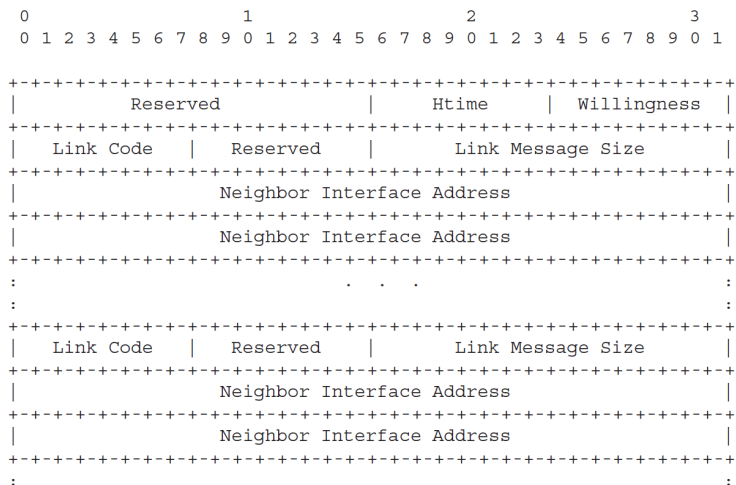 0                   1                   2                   3
 0 1 2 3 4 5 6 7 8 9 0 1 2 3 4 5 6 7 8 9 0 1 2 3 4 5 6 7 8 9 0 1

+-+-+-+-+-+-+-+-+-+-+-+-+-+-+-+-+-+-+-+-+-+-+-+-+-+-+-+-+-+-+-+-+
|          Reserved             |     Htime     |  Willingness  |
+-+-+-+-+-+-+-+-+-+-+-+-+-+-+-+-+-+-+-+-+-+-+-+-+-+-+-+-+-+-+-+-+
|   Link Code   |   Reserved    |       Link Message Size       |
+-+-+-+-+-+-+-+-+-+-+-+-+-+-+-+-+-+-+-+-+-+-+-+-+-+-+-+-+-+-+-+-+
|                  Neighbor Interface Address                   |
+-+-+-+-+-+-+-+-+-+-+-+-+-+-+-+-+-+-+-+-+-+-+-+-+-+-+-+-+-+-+-+-+
|                  Neighbor Interface Address                   |
+-+-+-+-+-+-+-+-+-+-+-+-+-+-+-+-+-+-+-+-+-+-+-+-+-+-+-+-+-+-+-+-+
:                             .  .  .                           :
:                                                               :
+-+-+-+-+-+-+-+-+-+-+-+-+-+-+-+-+-+-+-+-+-+-+-+-+-+-+-+-+-+-+-+-+
|   Link Code   |   Reserved    |       Link Message Size       |
+-+-+-+-+-+-+-+-+-+-+-+-+-+-+-+-+-+-+-+-+-+-+-+-+-+-+-+-+-+-+-+-+
|                  Neighbor Interface Address                   |
+-+-+-+-+-+-+-+-+-+-+-+-+-+-+-+-+-+-+-+-+-+-+-+-+-+-+-+-+-+-+-+-+
|                  Neighbor Interface Address                   |
+-+-+-+-+-+-+-+-+-+-+-+-+-+-+-+-+-+-+-+-+-+-+-+-+-+-+-+-+-+-+-+-+
:                                                               :